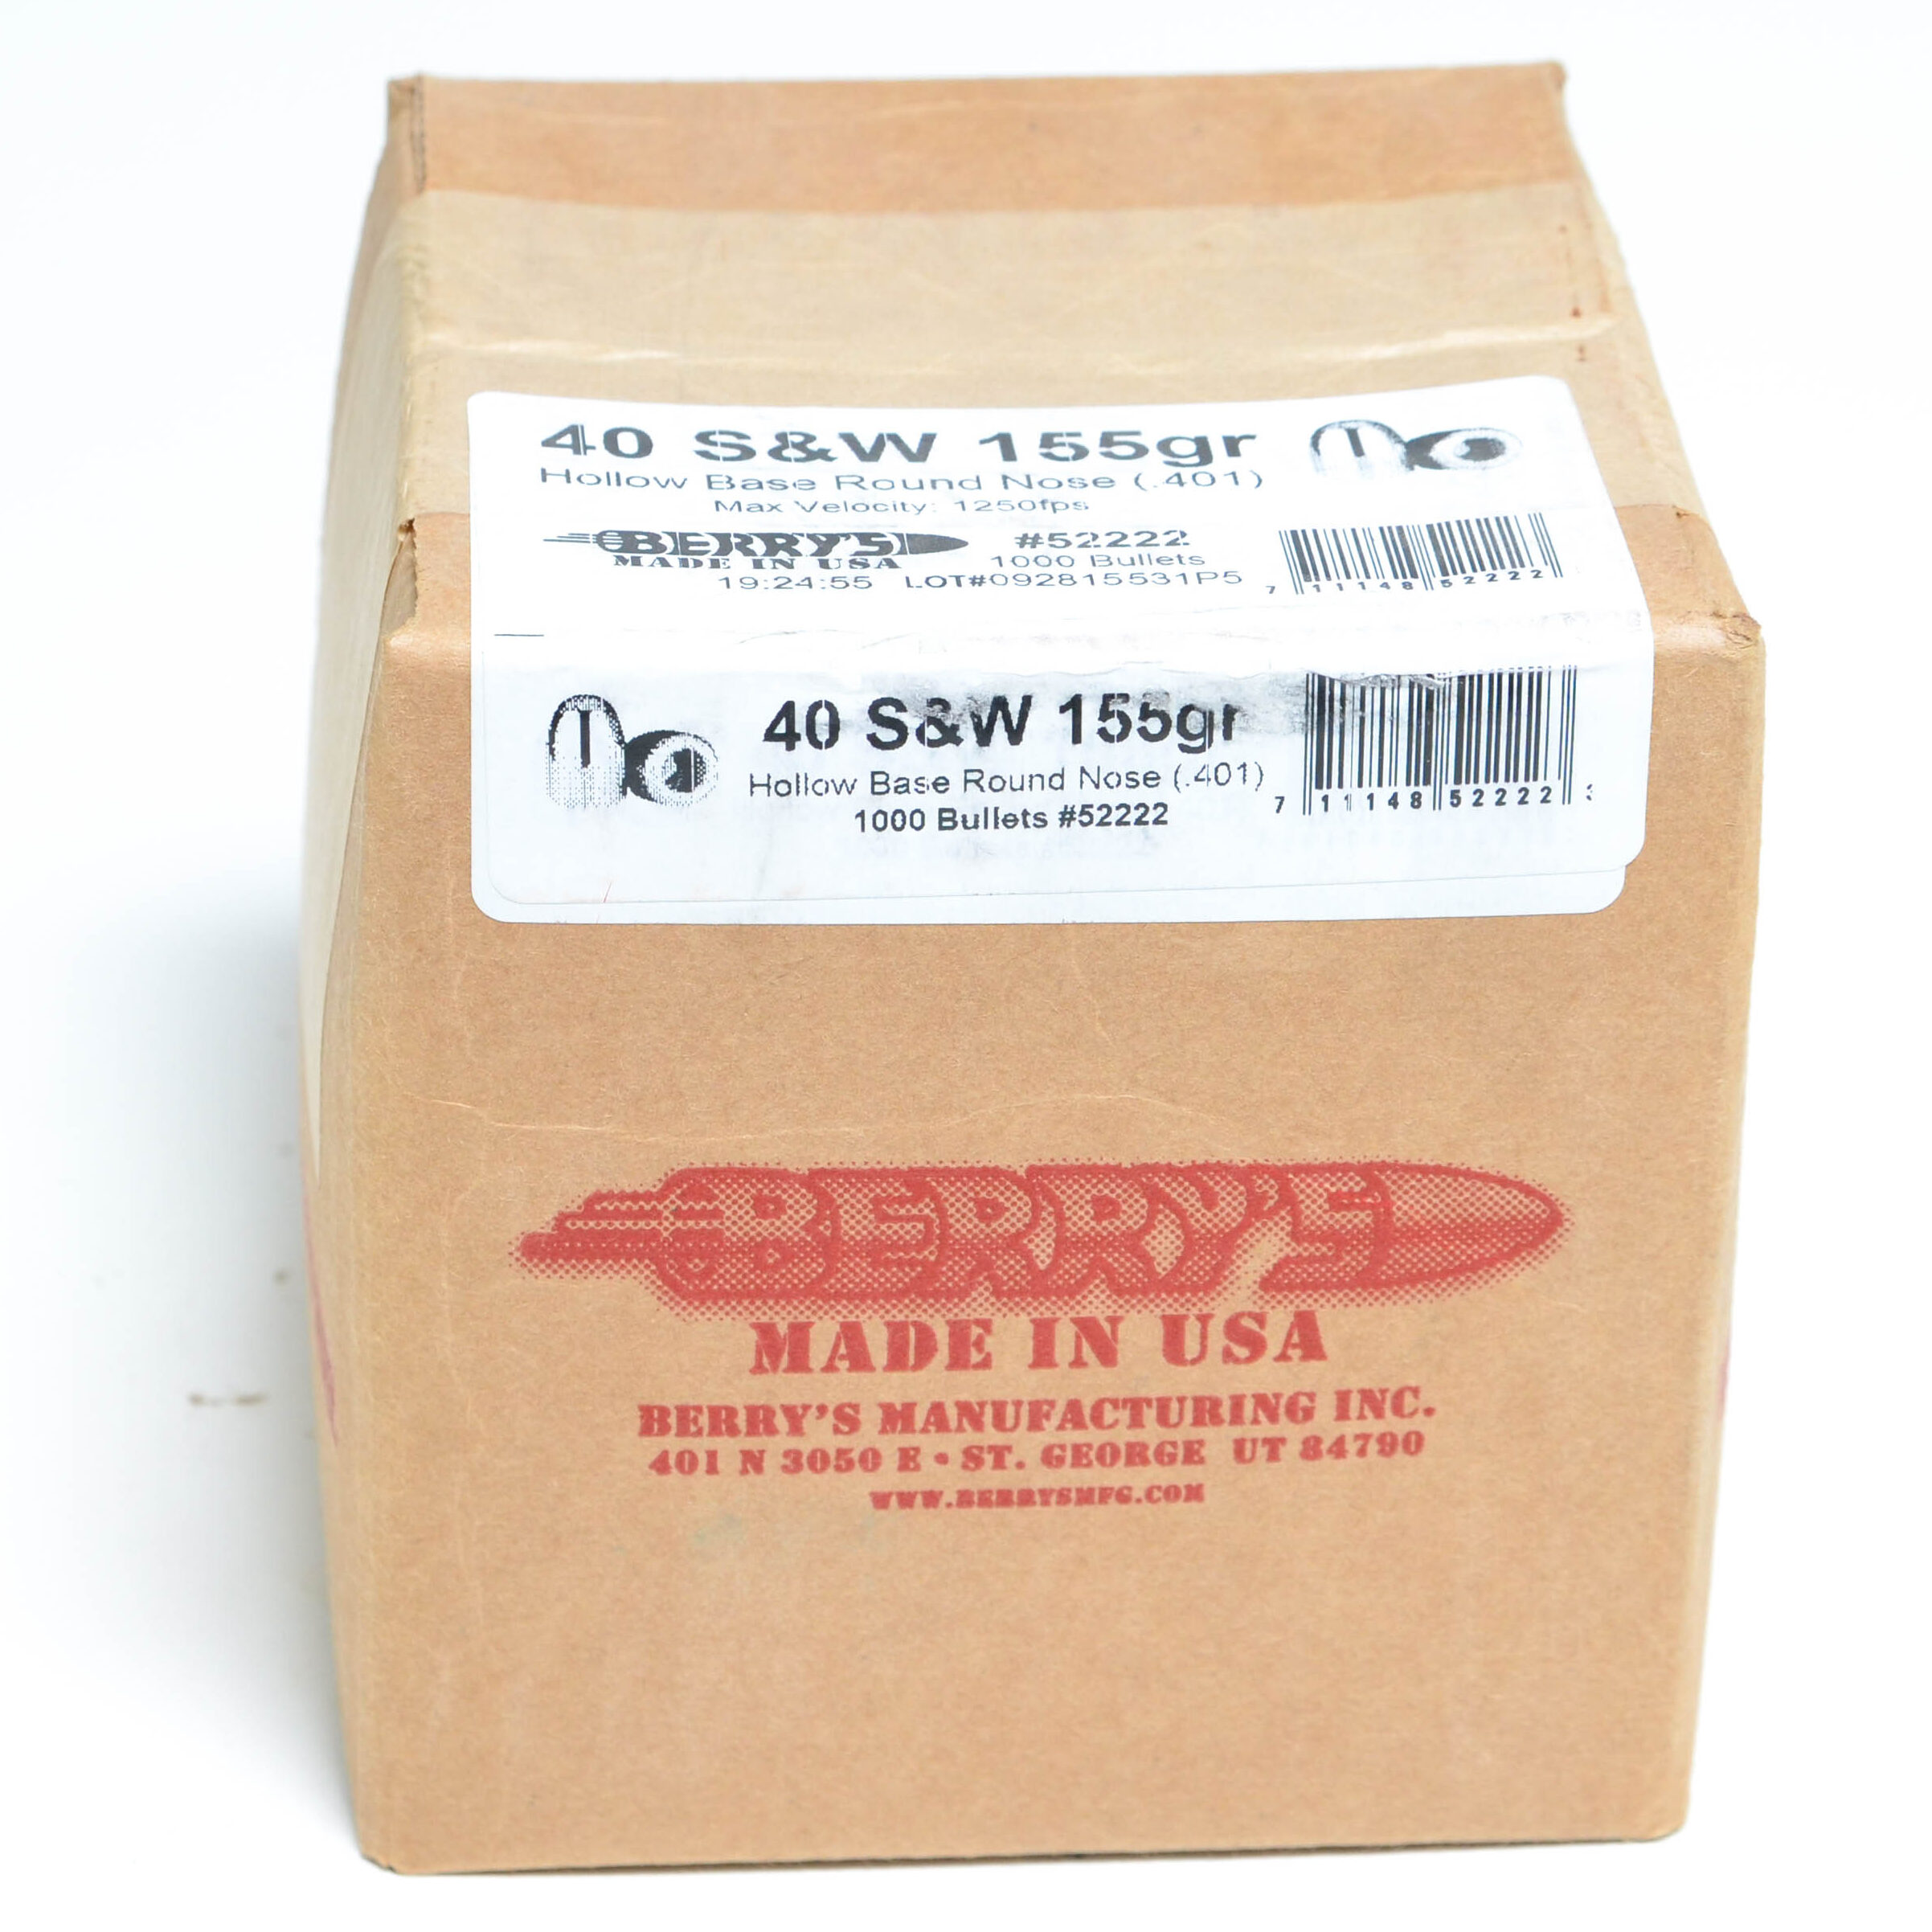 40 S&W 155gr
Hollow Base Round Nose (.401)
Max Velocity: 1250fps
BERRY'S
MADE IN USA
#52222
1000 Bullets
19:24:55 LOT#092815531P5
7 11148 52222
40 S&W 155gr
Hollow Base Round Nose (.401)
1000 Bullets #52222
7 11148 52222 3
BERRY'S
MADE IN USA
BERRY'S MANUFACTURING INC.
401 N 3050 E • ST. GEORGE UT 84790
WWW.BERRYSMFG.COM